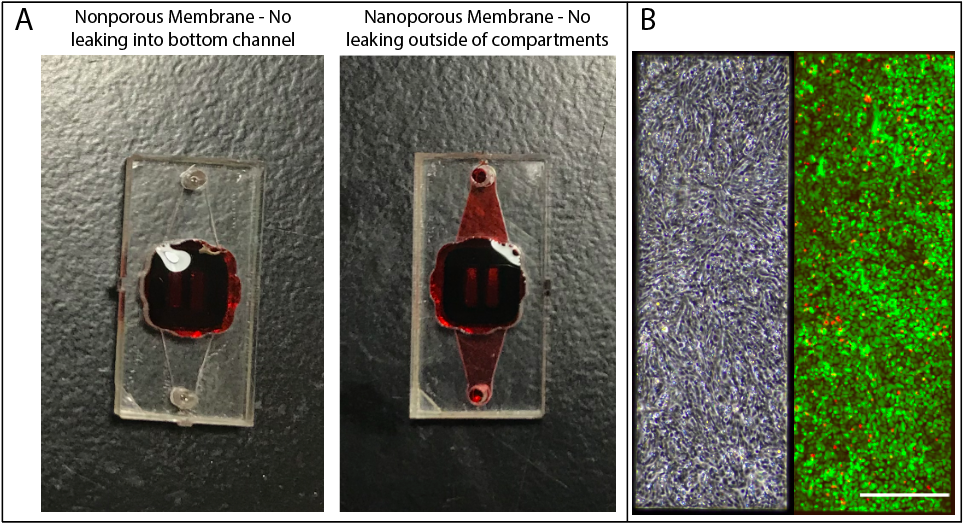 A
Nonporous Membrane - No
leaking into bottom channel
Nanoporous Membrane - No
leaking outside of compartments
B